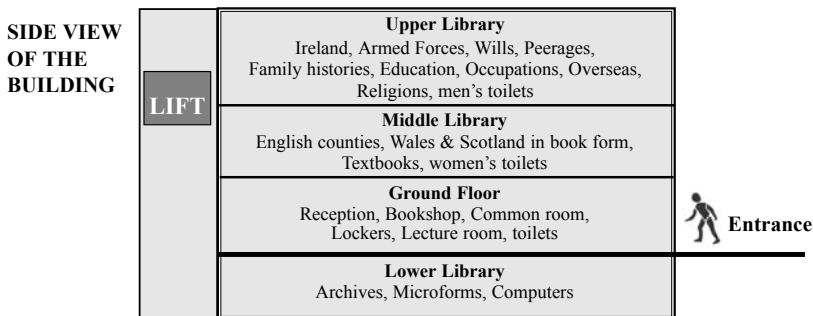 SIDE VIEW
OF THE
BUILDING
LIFT
Upper Library
Ireland, Armed Forces, Wills, Peerages,
Family histories, Education, Occupations, Overseas,
Religions, men’s toilets
Middle Library
English counties, Wales & Scotland in book form,
Textbooks, women’s toilets
Ground Floor
Reception, Bookshop, Common room,
Lockers, Lecture room, toilets
Entrance
Lower Library
Archives, Microforms, Computers